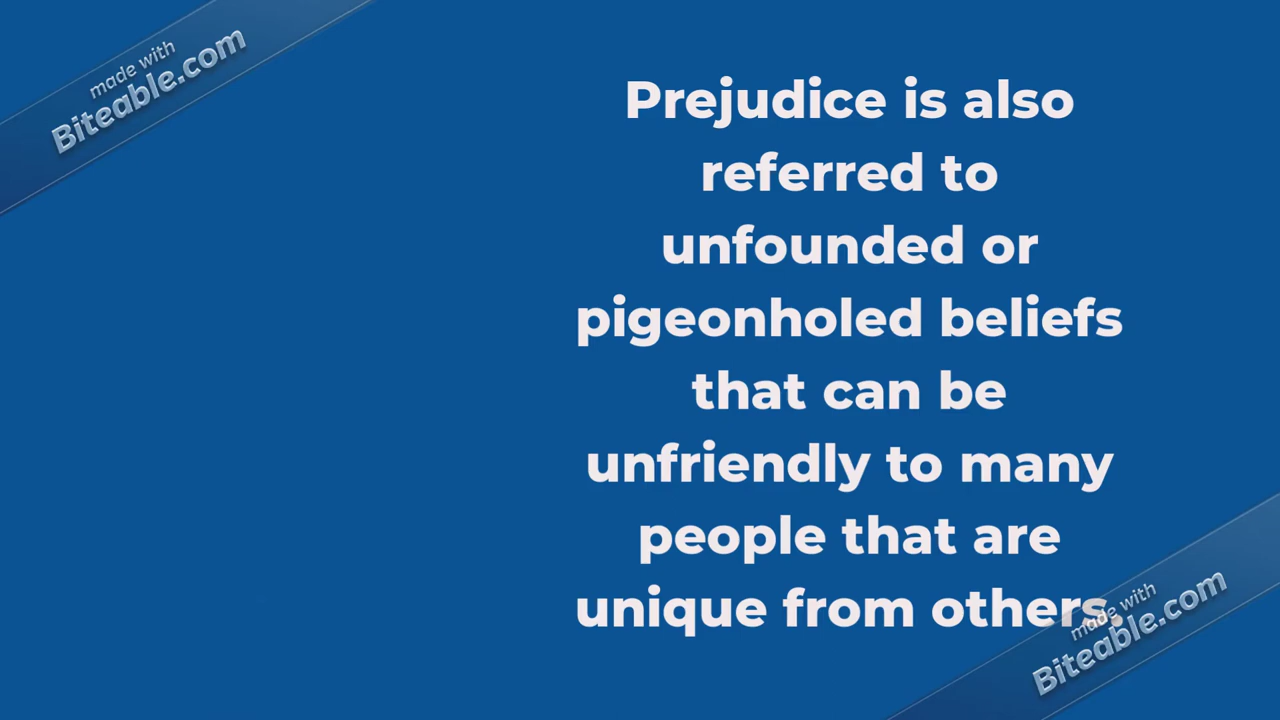 made with
Biteable.com
Prejudice is also
referred to
unfounded or
pigeonholed beliefs
that can be
unfriendly to many
people that are
unique from others.
made with
Biteable.com